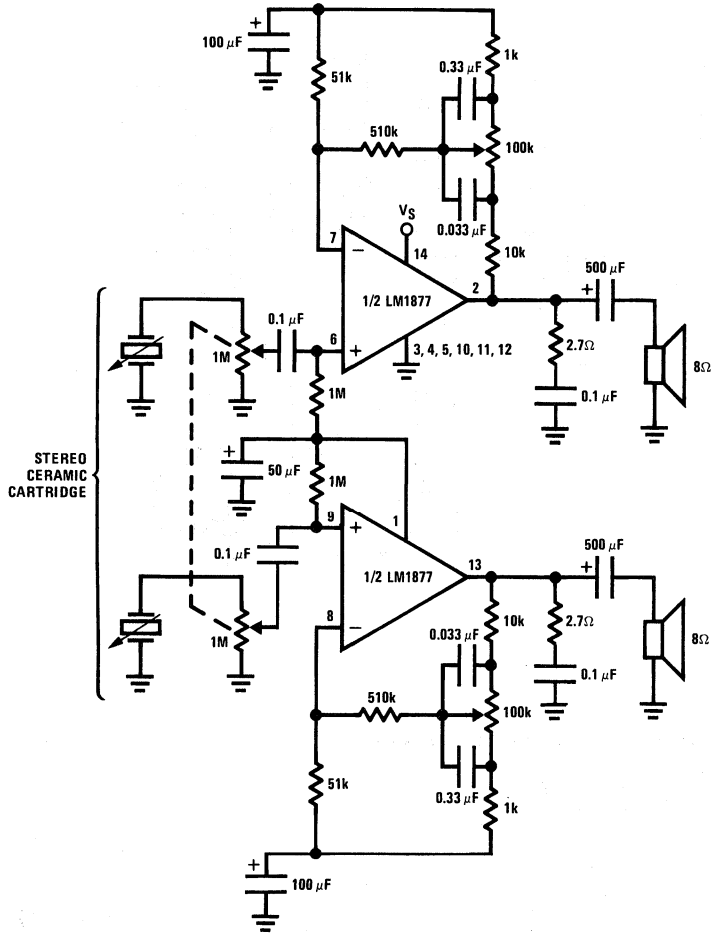 +
100 μF
51k
1k
0.33 μF
510k
100k
0.033 μF
10k
VS
7
−
14
1/2 LM1877
2
+
500 μF
6
+
3, 4, 5, 10, 11, 12
2.7Ω
0.1 μF
8Ω
0.1 μF
1M
1M
STEREO
CERAMIC
CARTRIDGE
+
50 μF
1M
9
+
1
0.1 μF
1/2 LM1877
13
+
500 μF
1M
8
−
10k
2.7Ω
0.1 μF
8Ω
0.033 μF
510k
100k
0.33 μF
51k
1k
+
100 μF